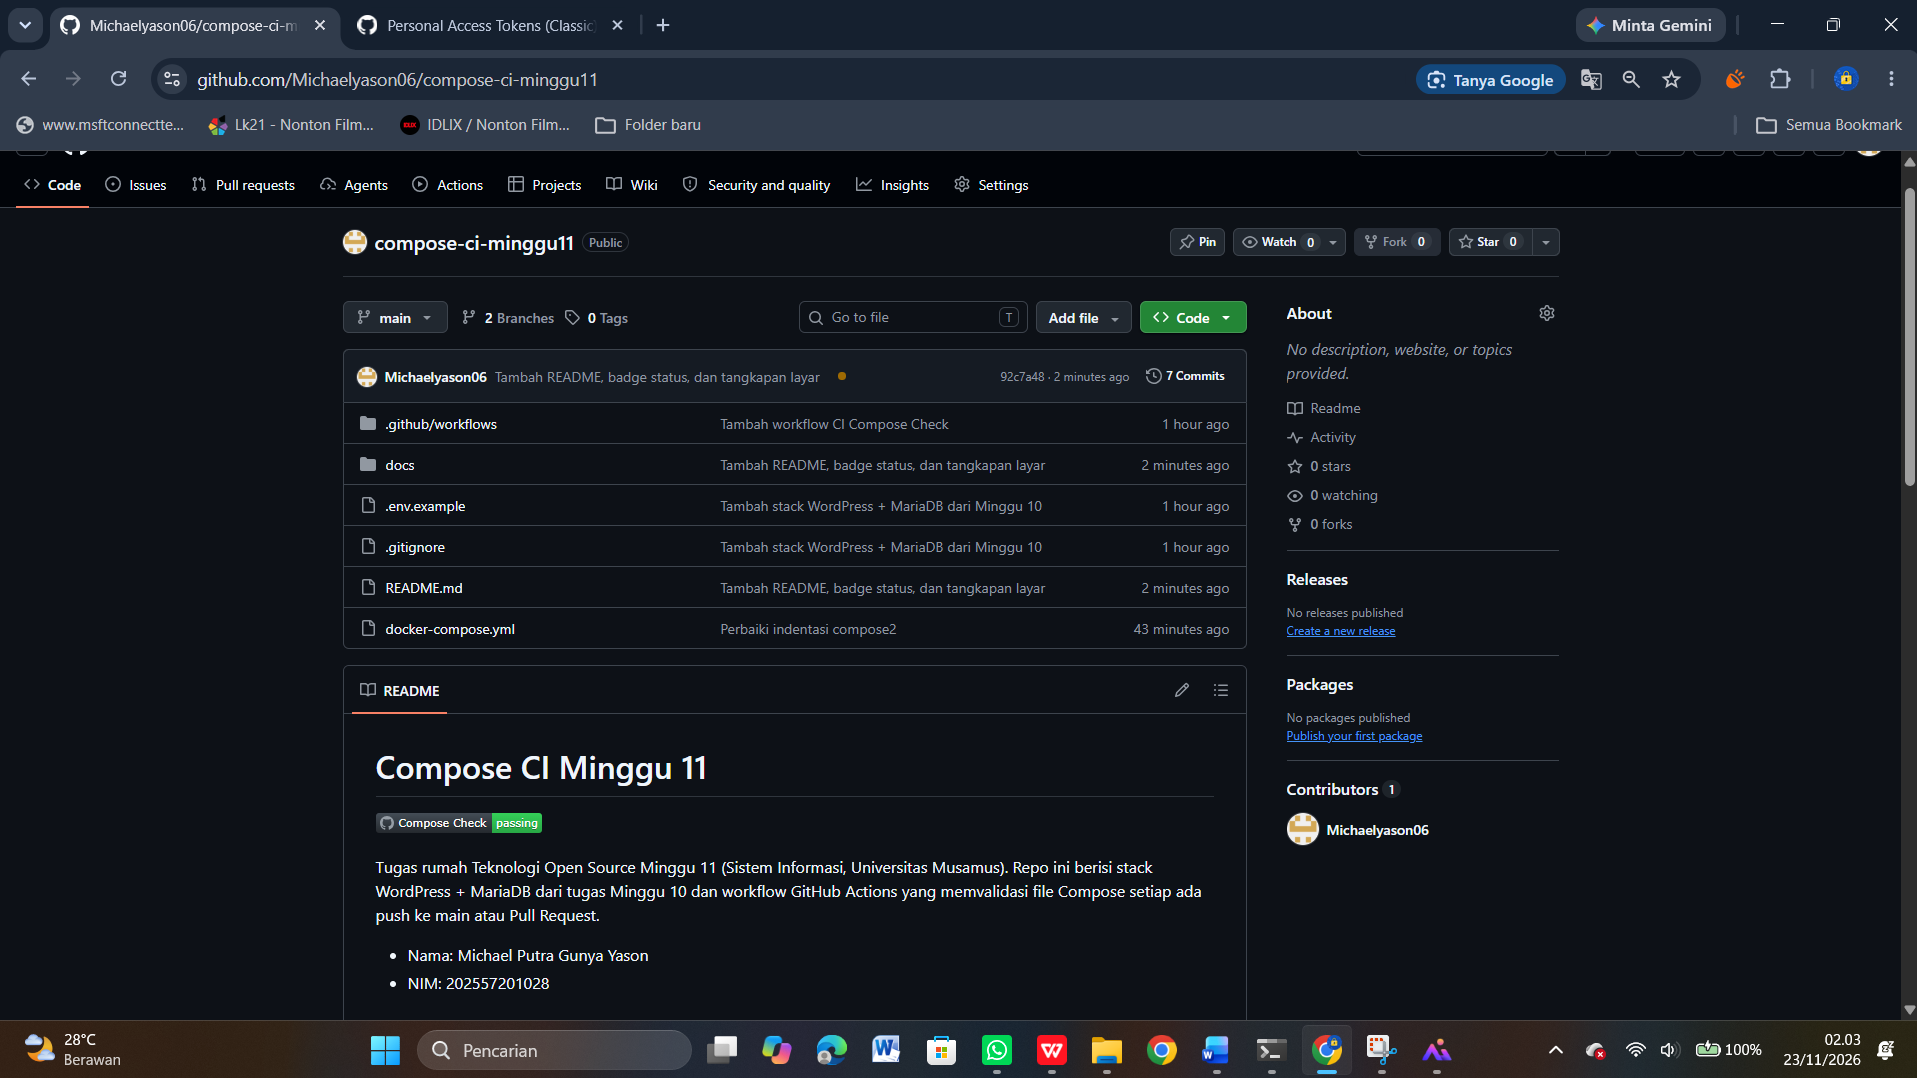 Michaelyason06/compose-ci-m
Personal Access Tokens (Classic)
Minta Gemini
github.com/Michaelyason06/compose-ci-minggu11
Tanya Google
www.msftconnectte...
Lk21 - Nonton Film...
IDLIX / Nonton Film...
Folder baru
Semua Bookmark
Code
Issues
Pull requests
Agents
Actions
Projects
Wiki
Security and quality
Insights
Settings
compose-ci-minggu11 Public
Pin
Watch 0
Fork 0
Star 0
main
2 Branches
0 Tags
Go to file T
Add file
Code
Michaelyason06 Tambah README, badge status, dan tangkapan layar
92c7a48 · 2 minutes ago
7 Commits
.github/workflows Tambah workflow CI Compose Check 1 hour ago
docs Tambah README, badge status, dan tangkapan layar 2 minutes ago
.env.example Tambah stack WordPress + MariaDB dari Minggu 10 1 hour ago
.gitignore Tambah stack WordPress + MariaDB dari Minggu 10 1 hour ago
README.md Tambah README, badge status, dan tangkapan layar 2 minutes ago
docker-compose.yml Perbaiki indentasi compose2 43 minutes ago
README
Compose CI Minggu 11
Compose Check passing
Tugas rumah Teknologi Open Source Minggu 11 (Sistem Informasi, Universitas Musamus). Repo ini berisi stack
WordPress + MariaDB dari tugas Minggu 10 dan workflow GitHub Actions yang memvalidasi file Compose setiap ada
push ke main atau Pull Request.
• Nama: Michael Putra Gunya Yason
• NIM: 202557201028
About
No description, website, or topics
provided.
Readme
Activity
0 stars
0 watching
0 forks
Releases
No releases published
Create a new release
Packages
No packages published
Publish your first package
Contributors 1
Michaelyason06
28°C
Berawan
Pencarian
100%
02.03
23/11/2026